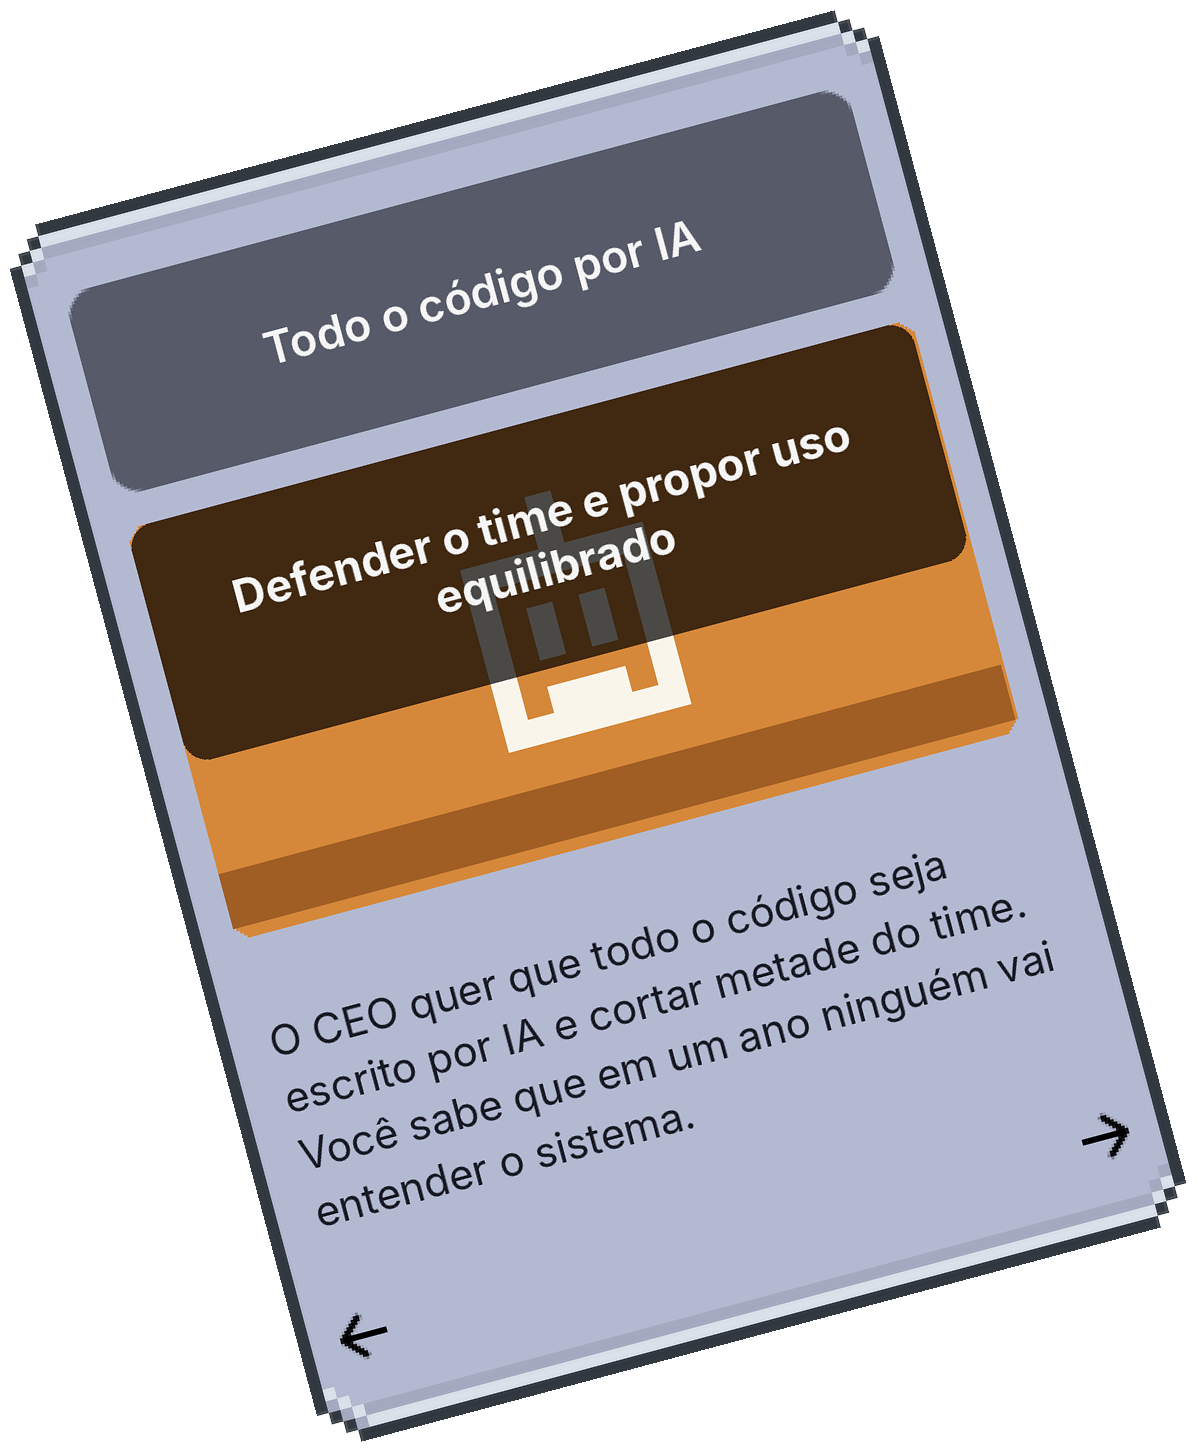 Todo o código por IA
Defender o time e propor uso
equilibrado
O CEO quer que todo o código seja
escrito por IA e cortar metade do time.
Você sabe que em um ano ninguém vai
entender o sistema.